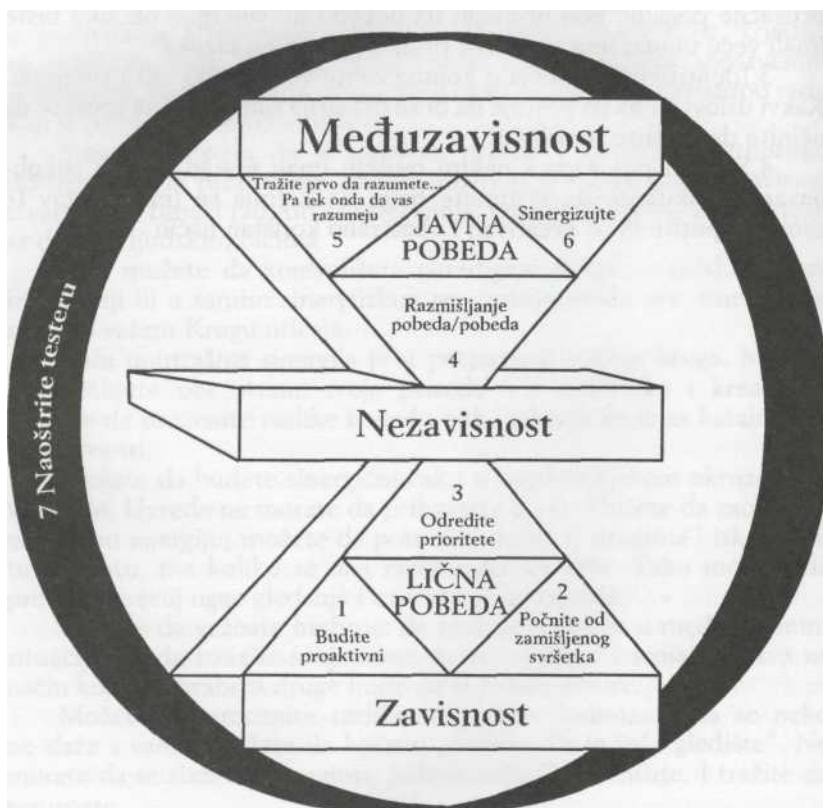 Međuzavisnost
Tražite prvo da razumete...
Pa tek onda da vas
razumeju
5
JAVNA
POBEDA
Sinergizujte
6
Razmišljanje
pobeda/pobeda
4
Nezavisnost
7 Naoštrite testeru
3
Odredite
prioritete
LIČNA
POBEDA
1
Budite
proaktivni
2
Počnite od
zamišljenog
svršetka
Zavisnost